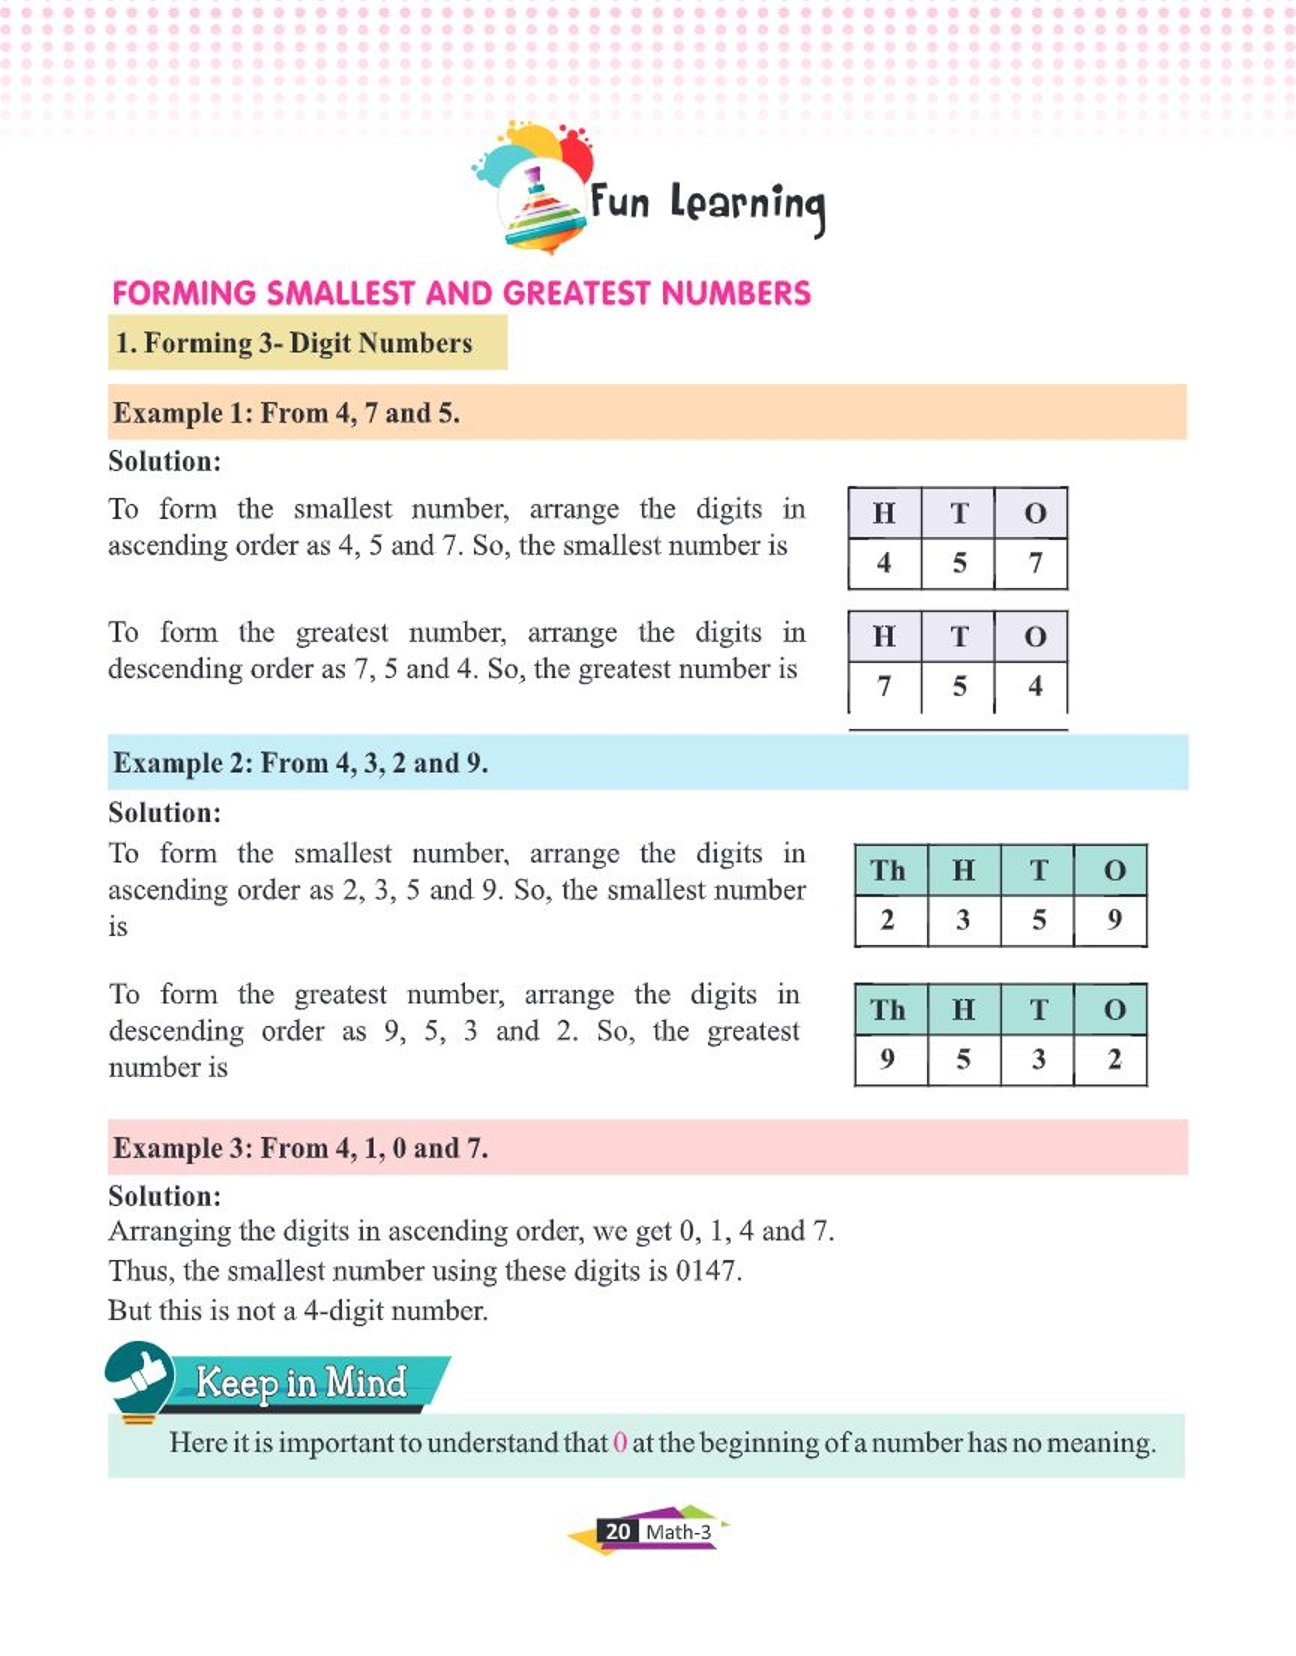 Fun Learning
FORMING SMALLEST AND GREATEST NUMBERS
1. Forming 3- Digit Numbers
Example 1: From 4, 7 and 5.
Solution:
To form the smallest number, arrange the digits in
ascending order as 4, 5 and 7. So, the smallest number is
H T O
4 5 7
To form the greatest number, arrange the digits in
descending order as 7, 5 and 4. So, the greatest number is
H T O
7 5 4
Example 2: From 4, 3, 2 and 9.
Solution:
To form the smallest number, arrange the digits in
ascending order as 2, 3, 5 and 9. So, the smallest number
is
Th H T O
2 3 5 9
To form the greatest number, arrange the digits in
descending order as 9, 5, 3 and 2. So, the greatest
number is
Th H T O
9 5 3 2
Example 3: From 4, 1, 0 and 7.
Solution:
Arranging the digits in ascending order, we get 0, 1, 4 and 7.
Thus, the smallest number using these digits is 0147.
But this is not a 4-digit number.
Keep in Mind
Here it is important to understand that 0 at the beginning of a number has no meaning.
20 Math-3